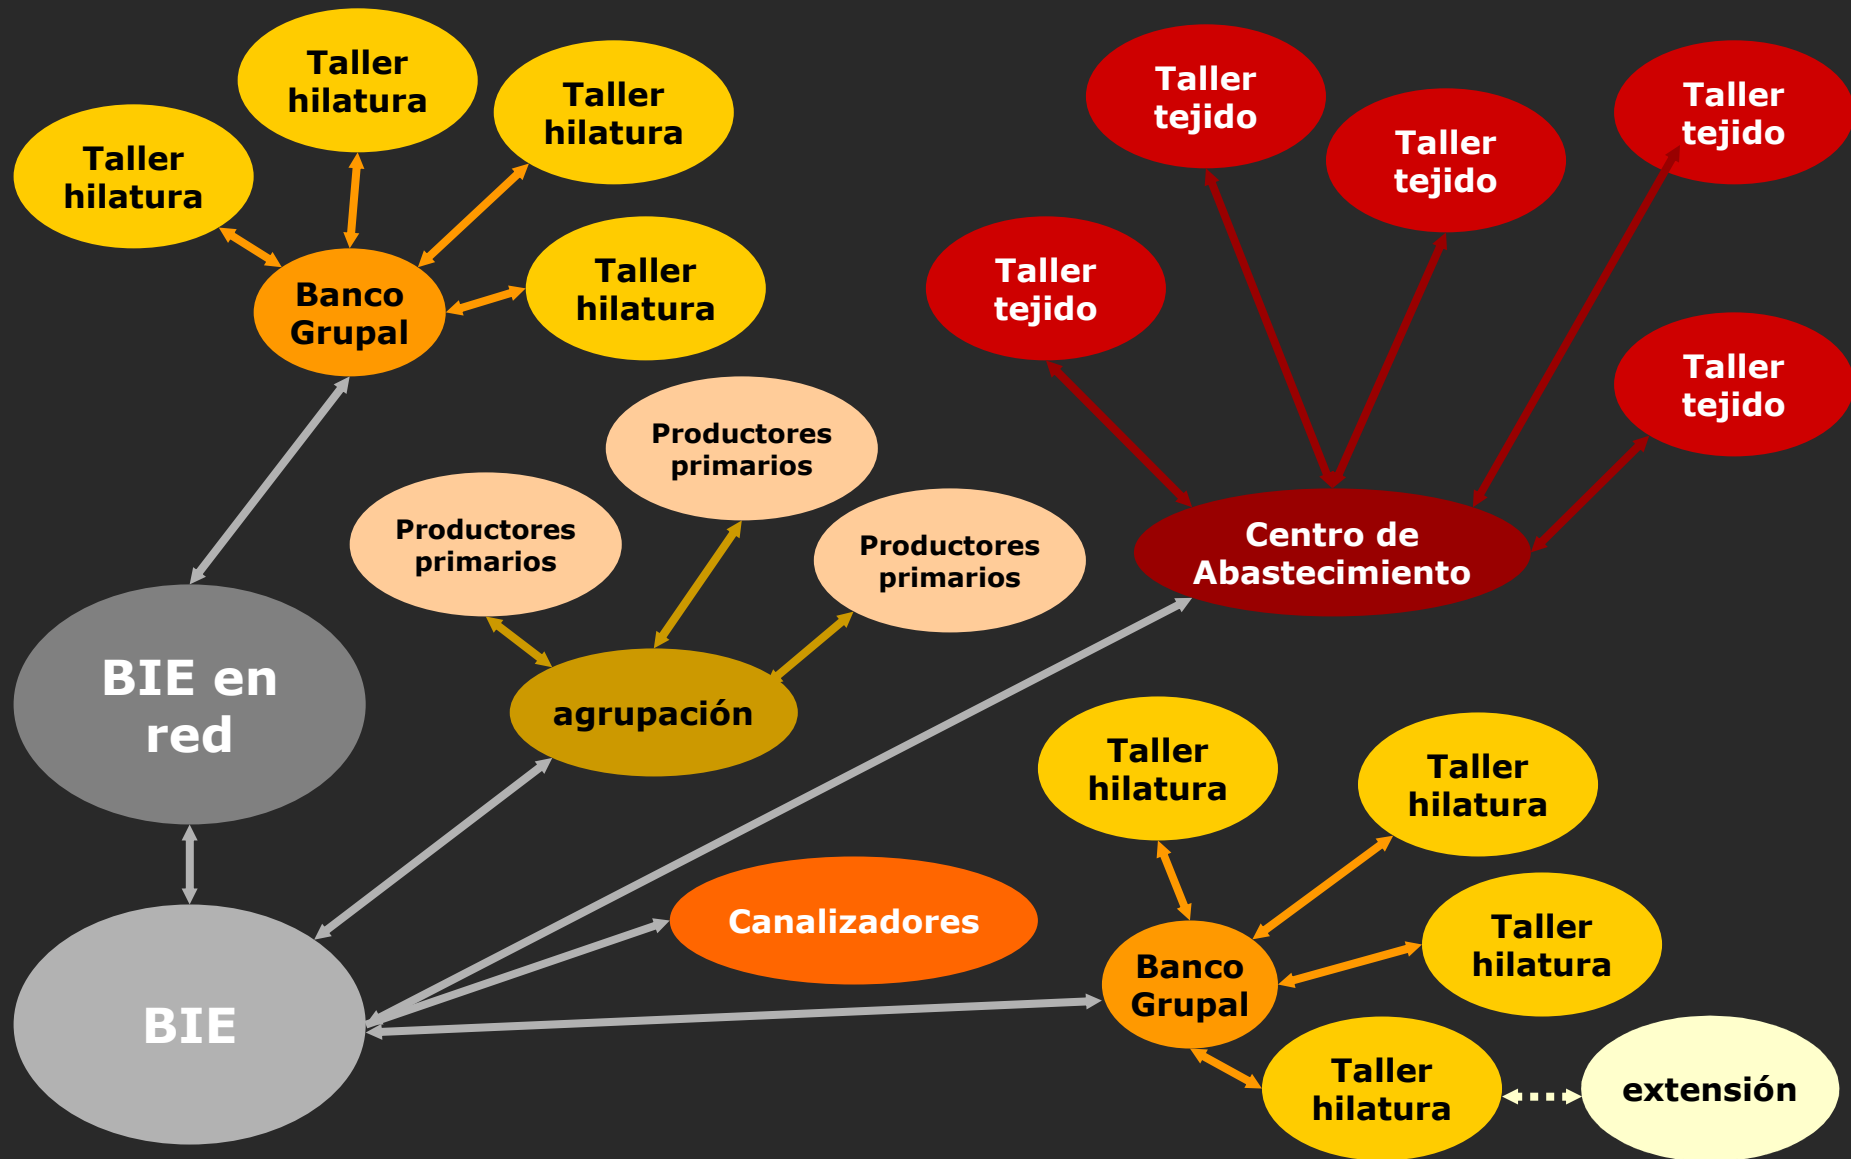 Taller
hilatura
Taller
hilatura
Taller
hilatura
Taller
hilatura
Banco
Grupal
Taller
tejido
Taller
tejido
Taller
tejido
Taller
tejido
Taller
tejido
Centro de
Abastecimiento
Productores
primarios
Productores
primarios
Productores
primarios
agrupación
BIE en
red
BIE
Canalizadores
Banco
Grupal
Taller
hilatura
Taller
hilatura
Taller
hilatura
Taller
hilatura
extensión